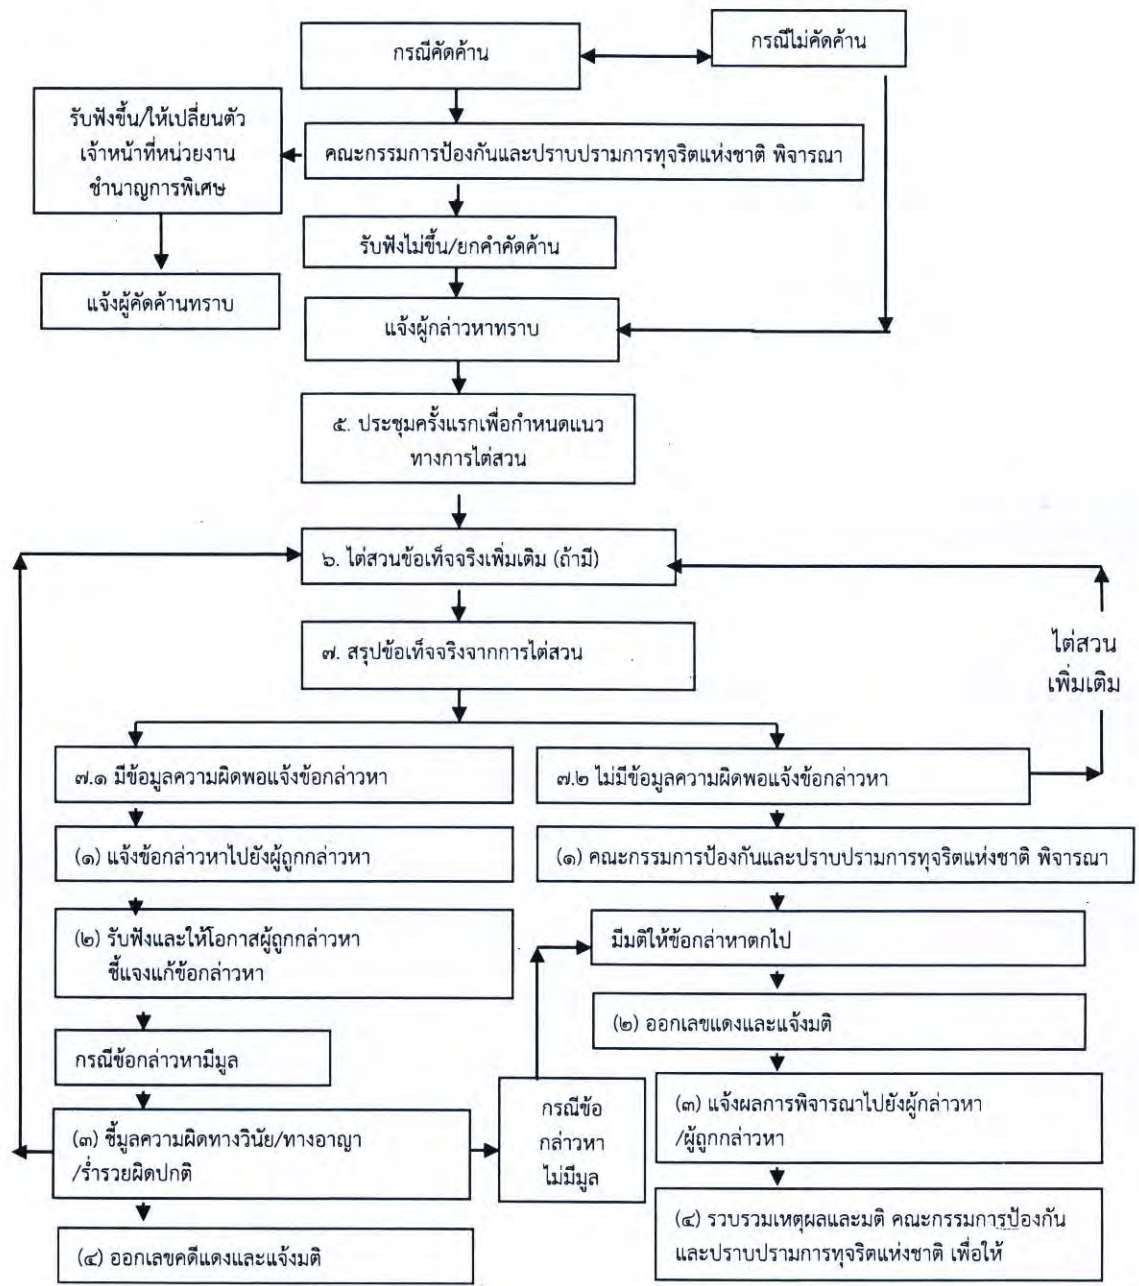 กรณีคัดค้าน
กรณีไม่คัดค้าน
รับฟังขึ้น/ให้เปลี่ยนตัว
เจ้าหน้าที่หน่วยงาน
ชำนาญการพิเศษ
คณะกรรมการป้องกันและปราบปรามการทุจริตแห่งชาติ พิจารณา
รับฟังไม่ขึ้น/ยกคำคัดค้าน
แจ้งผู้คัดค้านทราบ
แจ้งผู้กล่าวหาทราบ
๕. ประชุมครั้งแรกเพื่อกำหนดแนว
ทางการไต่สวน
๖. ไต่สวนข้อเท็จจริงเพิ่มเติม (ถ้ามี)
๗. สรุปข้อเท็จจริงจากการไต่สวน
ไต่สวน
เพิ่มเติม
๗.๑ มีข้อมูลความผิดพอแจ้งข้อกล่าวหา
(๑) แจ้งข้อกล่าวหาไปยังผู้ถูกกล่าวหา
(๒) รับฟังและให้โอกาสผู้ถูกกล่าวหา
ชี้แจงแก้ข้อกล่าวหา
กรณีข้อกล่าวหามีมูล
(๓) ชี้มูลความผิดทางวินัย/ทางอาญา
/ร่ำรวยผิดปกติ
(๔) ออกเลขคดีแดงและแจ้งมติ
กรณีข้อ
กล่าวหา
ไม่มีมูล
๗.๒ ไม่มีข้อมูลความผิดพอแจ้งข้อกล่าวหา
(๑) คณะกรรมการป้องกันและปราบปรามการทุจริตแห่งชาติ พิจารณา
มีมติให้ข้อกล่าหาตกไป
(๒) ออกเลขแดงและแจ้งมติ
(๓) แจ้งผลการพิจารณาไปยังผู้กล่าวหา
/ผู้ถูกกล่าวหา
(๔) รวบรวมเหตุผลและมติ คณะกรรมการป้องกัน
และปราบปรามการทุจริตแห่งชาติ เพื่อให้